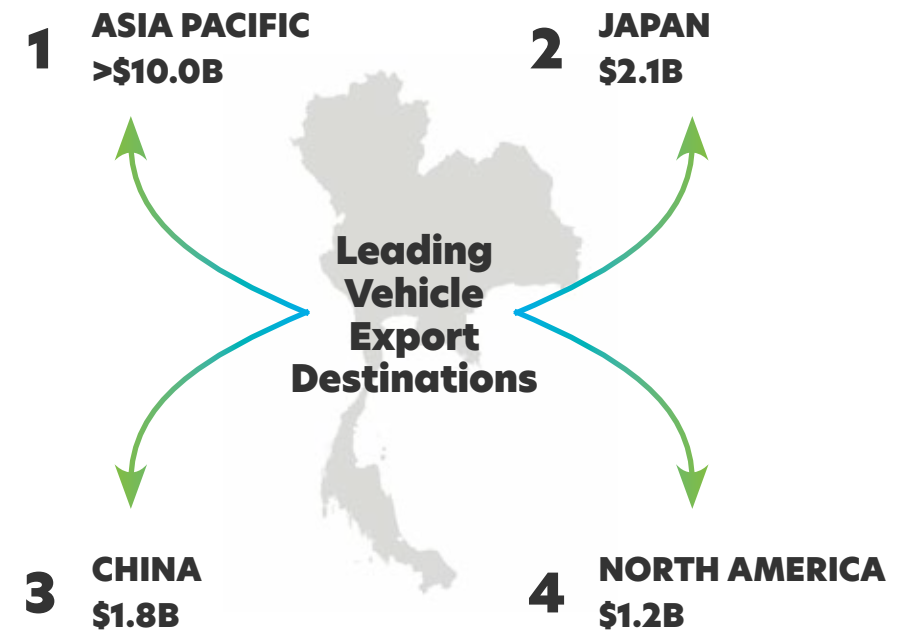 1
ASIA PACIFIC
>$10.0B
2
JAPAN
$2.1B
Leading
Vehicle
Export
Destinations
3
CHINA
$1.8B
4
NORTH AMERICA
$1.2B